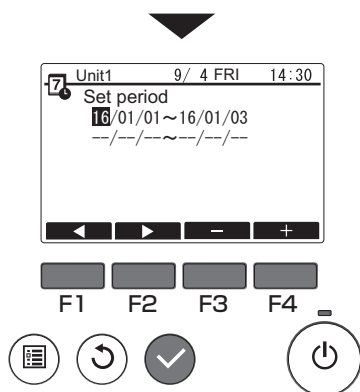 7 Unit1 9/ 4 FRI 14:30
Set period
16/01/01～16/01/03
--/--/--～--/--/--
◀ ▶ － ＋
F1 F2 F3 F4